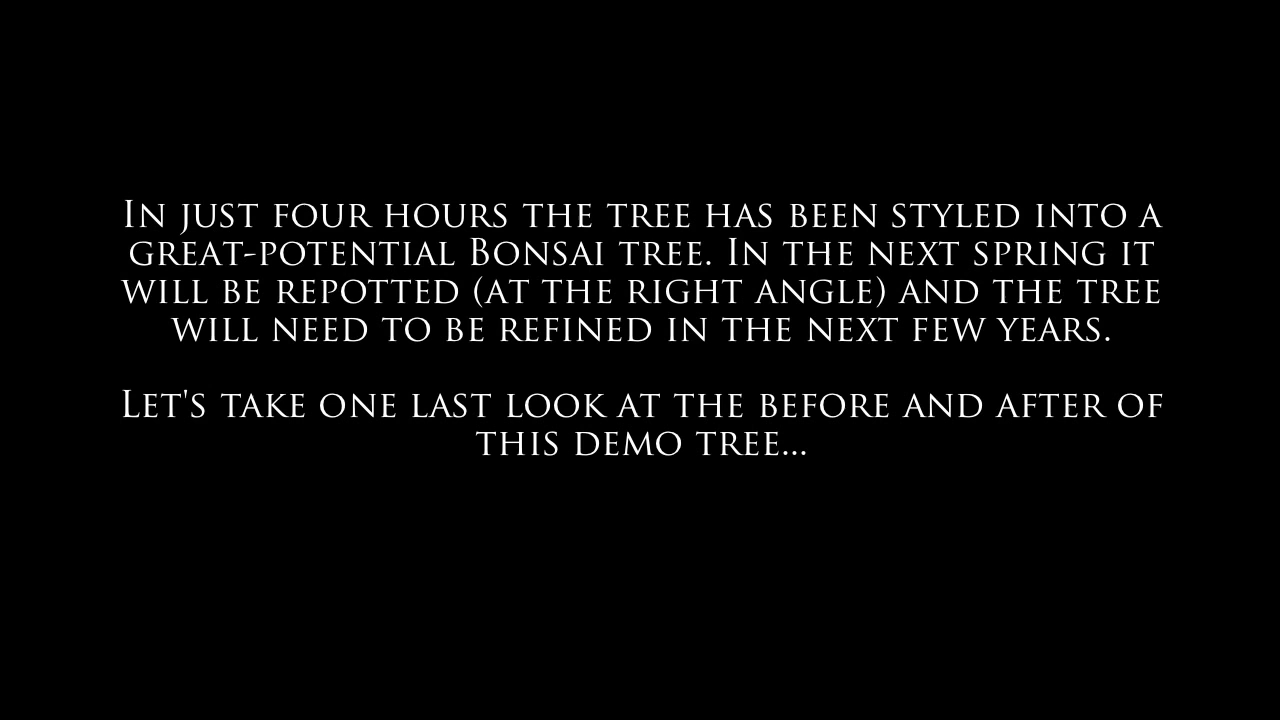 In just four hours the tree has been styled into a
great-potential Bonsai tree. In the next spring it
will be repotted (at the right angle) and the tree
will need to be refined in the next few years.
Let's take one last look at the before and after of
this demo tree...